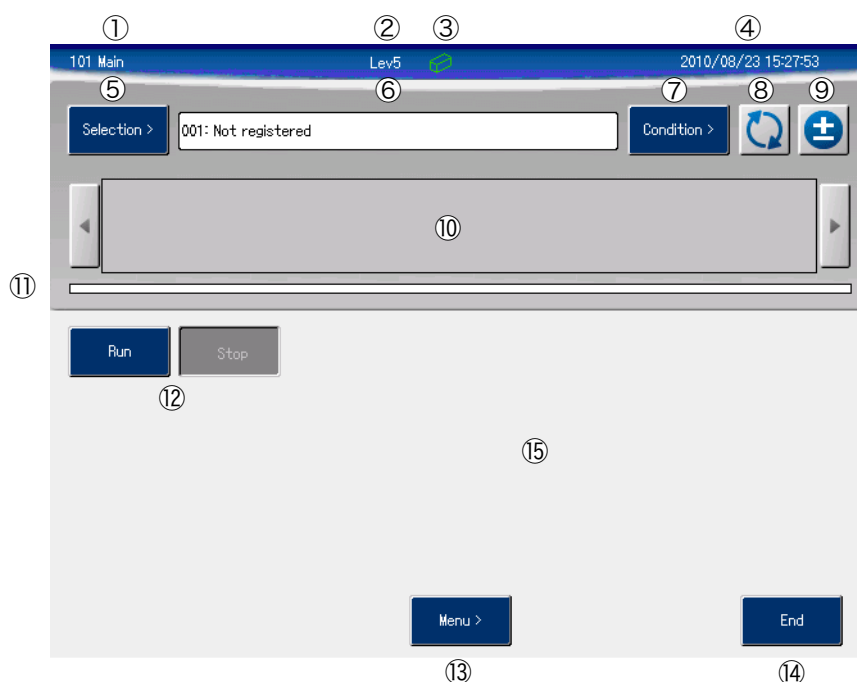 ① ② ③ ④
101 Main Lev5 2010/08/23 15:27:53
⑤ ⑥ ⑦ ⑧ ⑨
Selection > 001: Not registered Condition >
⑩
⑪
Run Stop
⑫
⑮
Menu > End
⑬ ⑭